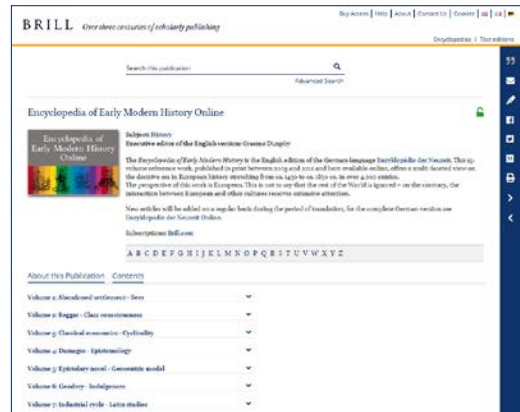 Buy Access | Help | About | Contact Us | Cookies
BRILL Over three centuries of scholarly publishing
Encyclopedias | Text editions
Search this publication
Advanced Search
Encyclopedia of Early Modern History Online
Encyclopedia of
Early Modern History
Online
Subject: History
Executive editor of the English version: Graeme Dunphy
The Encyclopedia of Early Modern History is the English edition of the German-language Enzyklopädie der Neuzeit. This 15-
volume reference work, published in print between 2005 and 2012 and here available online, offers a multi-faceted view on
the decisive era in European history stretching from ca. 1450 to ca. 1850 ce. in over 4,000 entries.
The perspective of this work is European. This is not to say that the rest of the World is ignored – on the contrary, the
interaction between European and other cultures receives extensive attention.
New articles will be added on a regular basis during the period of translation, for the complete German version see
Enzyklopädie der Neuzeit Online.
Subscriptions: Brill.com
A B C D E F G H I J K L M N O P Q R S T U V W X Y Z
About this Publication Contents
Volume 1: Abandoned settlement - Bees
Volume 2: Beggar - Class consciousness
Volume 3: Classical economics - Cyclicality
Volume 4: Damages - Epistemology
Volume 5: Epistolary novel - Geocentric model
Volume 6: Geodesy - Indulgences
Volume 7: Industrial cycle - Latin studies